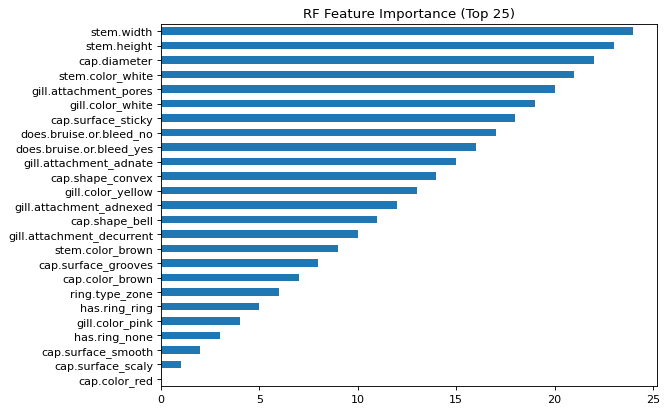 RF Feature Importance (Top 25)
stem.width
stem.height
cap.diameter
stem.color_white
gill.attachment_pores
gill.color_white
cap.surface_sticky
does.bruise.or.bleed_no
does.bruise.or.bleed_yes
gill.attachment_adnate
cap.shape_convex
gill.color_yellow
gill.attachment_adnexed
cap.shape_bell
gill.attachment_decurrent
stem.color_brown
cap.surface_grooves
cap.color_brown
ring.type_zone
has.ring_ring
gill.color_pink
has.ring_none
cap.surface_smooth
cap.surface_scaly
cap.color_red
0 5 10 15 20 25